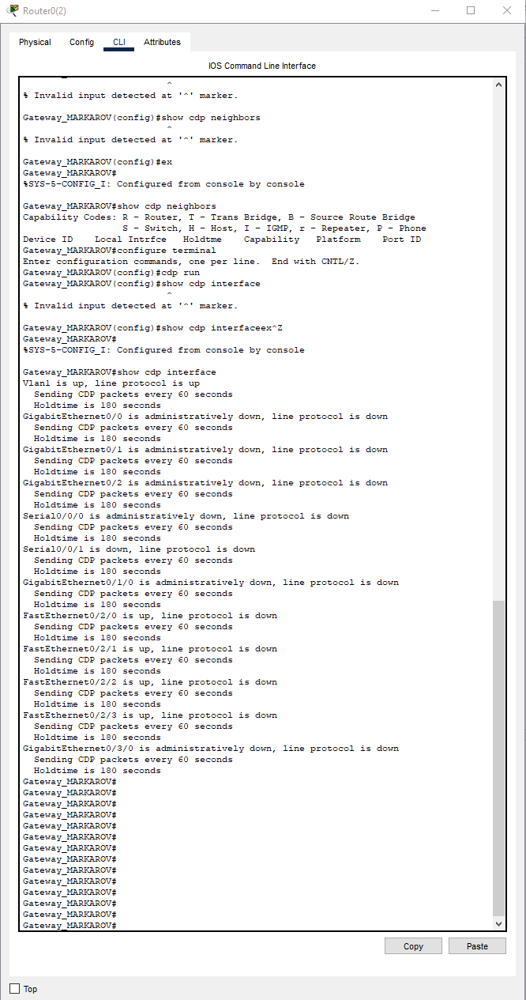 Router0(2)
Physical Config CLI Attributes
IOS Command Line Interface
^
% Invalid input detected at '^' marker.
Gateway_MARKAROV(config)#show cdp neighbors
^
% Invalid input detected at '^' marker.
Gateway_MARKAROV(config)#ex
Gateway_MARKAROV#
%SYS-5-CONFIG_I: Configured from console by console
Gateway_MARKAROV#show cdp neighbors
Capability Codes: R - Router, T - Trans Bridge, B - Source Route Bridge
S - Switch, H - Host, I - IGMP, r - Repeater, P - Phone
Device ID    Local Intrfce   Holdtme    Capability   Platform    Port ID
Gateway_MARKAROV#configure terminal
Enter configuration commands, one per line.  End with CNTL/Z.
Gateway_MARKAROV(config)#cdp run
Gateway_MARKAROV(config)#show cdp interface
^
% Invalid input detected at '^' marker.
Gateway_MARKAROV(config)#show cdp interfaceex^Z
Gateway_MARKAROV#
%SYS-5-CONFIG_I: Configured from console by console
Gateway_MARKAROV#show cdp interface
Vlan1 is up, line protocol is up
Sending CDP packets every 60 seconds
Holdtime is 180 seconds
GigabitEthernet0/0 is administratively down, line protocol is down
Sending CDP packets every 60 seconds
Holdtime is 180 seconds
GigabitEthernet0/1 is administratively down, line protocol is down
Sending CDP packets every 60 seconds
Holdtime is 180 seconds
GigabitEthernet0/2 is administratively down, line protocol is down
Sending CDP packets every 60 seconds
Holdtime is 180 seconds
Serial0/0/0 is administratively down, line protocol is down
Sending CDP packets every 60 seconds
Holdtime is 180 seconds
Serial0/0/1 is down, line protocol is down
Sending CDP packets every 60 seconds
Holdtime is 180 seconds
GigabitEthernet0/1/0 is administratively down, line protocol is down
Sending CDP packets every 60 seconds
Holdtime is 180 seconds
FastEthernet0/2/0 is up, line protocol is down
Sending CDP packets every 60 seconds
Holdtime is 180 seconds
FastEthernet0/2/1 is up, line protocol is down
Sending CDP packets every 60 seconds
Holdtime is 180 seconds
FastEthernet0/2/2 is up, line protocol is down
Sending CDP packets every 60 seconds
Holdtime is 180 seconds
FastEthernet0/2/3 is up, line protocol is down
Sending CDP packets every 60 seconds
Holdtime is 180 seconds
GigabitEthernet0/3/0 is administratively down, line protocol is down
Sending CDP packets every 60 seconds
Holdtime is 180 seconds
Gateway_MARKAROV#
Gateway_MARKAROV#
Gateway_MARKAROV#
Gateway_MARKAROV#
Gateway_MARKAROV#
Gateway_MARKAROV#
Gateway_MARKAROV#
Gateway_MARKAROV#
Gateway_MARKAROV#
Gateway_MARKAROV#
Gateway_MARKAROV#
Gateway_MARKAROV#
Gateway_MARKAROV#
Gateway_MARKAROV#
Copy Paste
Top